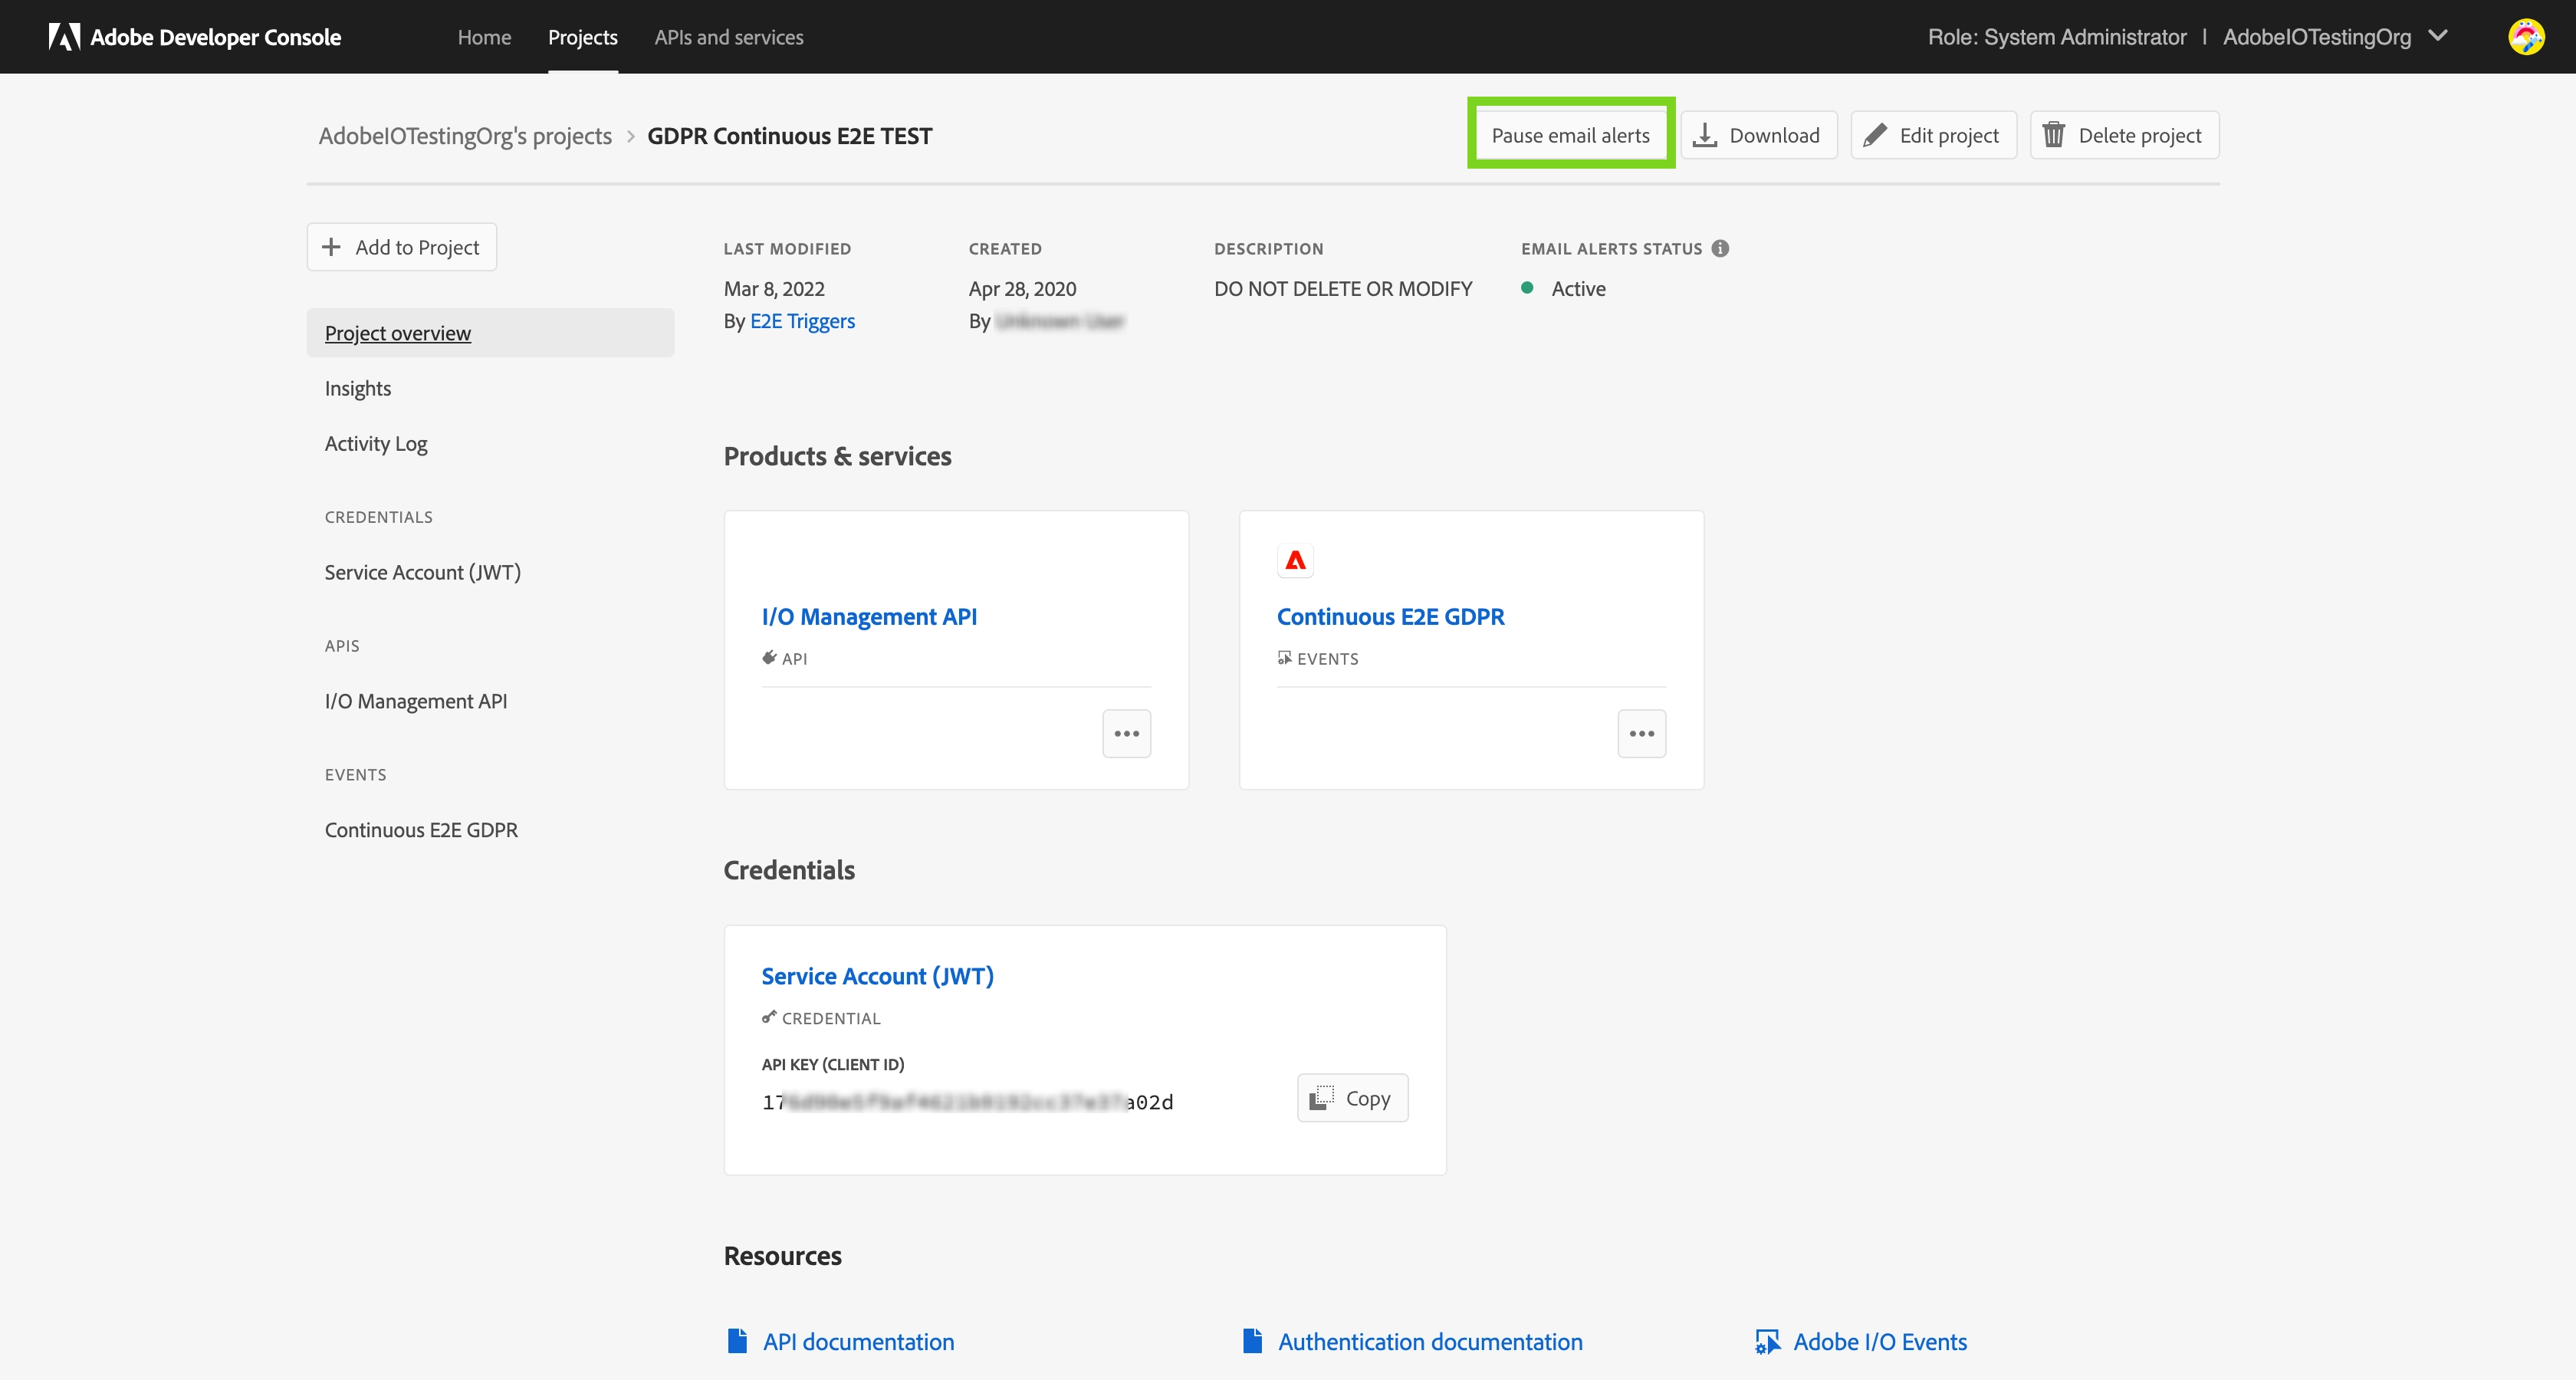 Adobe Developer Console
Home
Projects
APIs and services
Role: System Administrator | AdobeIOTestingOrg
AdobeIOTestingOrg's projects > GDPR Continuous E2E TEST
Pause email alerts
Download
Edit project
Delete project
Add to Project
Project overview
Insights
Activity Log
CREDENTIALS
Service Account (JWT)
APIS
I/O Management API
EVENTS
Continuous E2E GDPR
LAST MODIFIED
Mar 8, 2022
By E2E Triggers
CREATED
Apr 28, 2020
By
DESCRIPTION
DO NOT DELETE OR MODIFY
EMAIL ALERTS STATUS
Active
Products & services
I/O Management API
API
Continuous E2E GDPR
EVENTS
Credentials
Service Account (JWT)
CREDENTIAL
API KEY (CLIENT ID)
Copy
Resources
API documentation
Authentication documentation
Adobe I/O Events